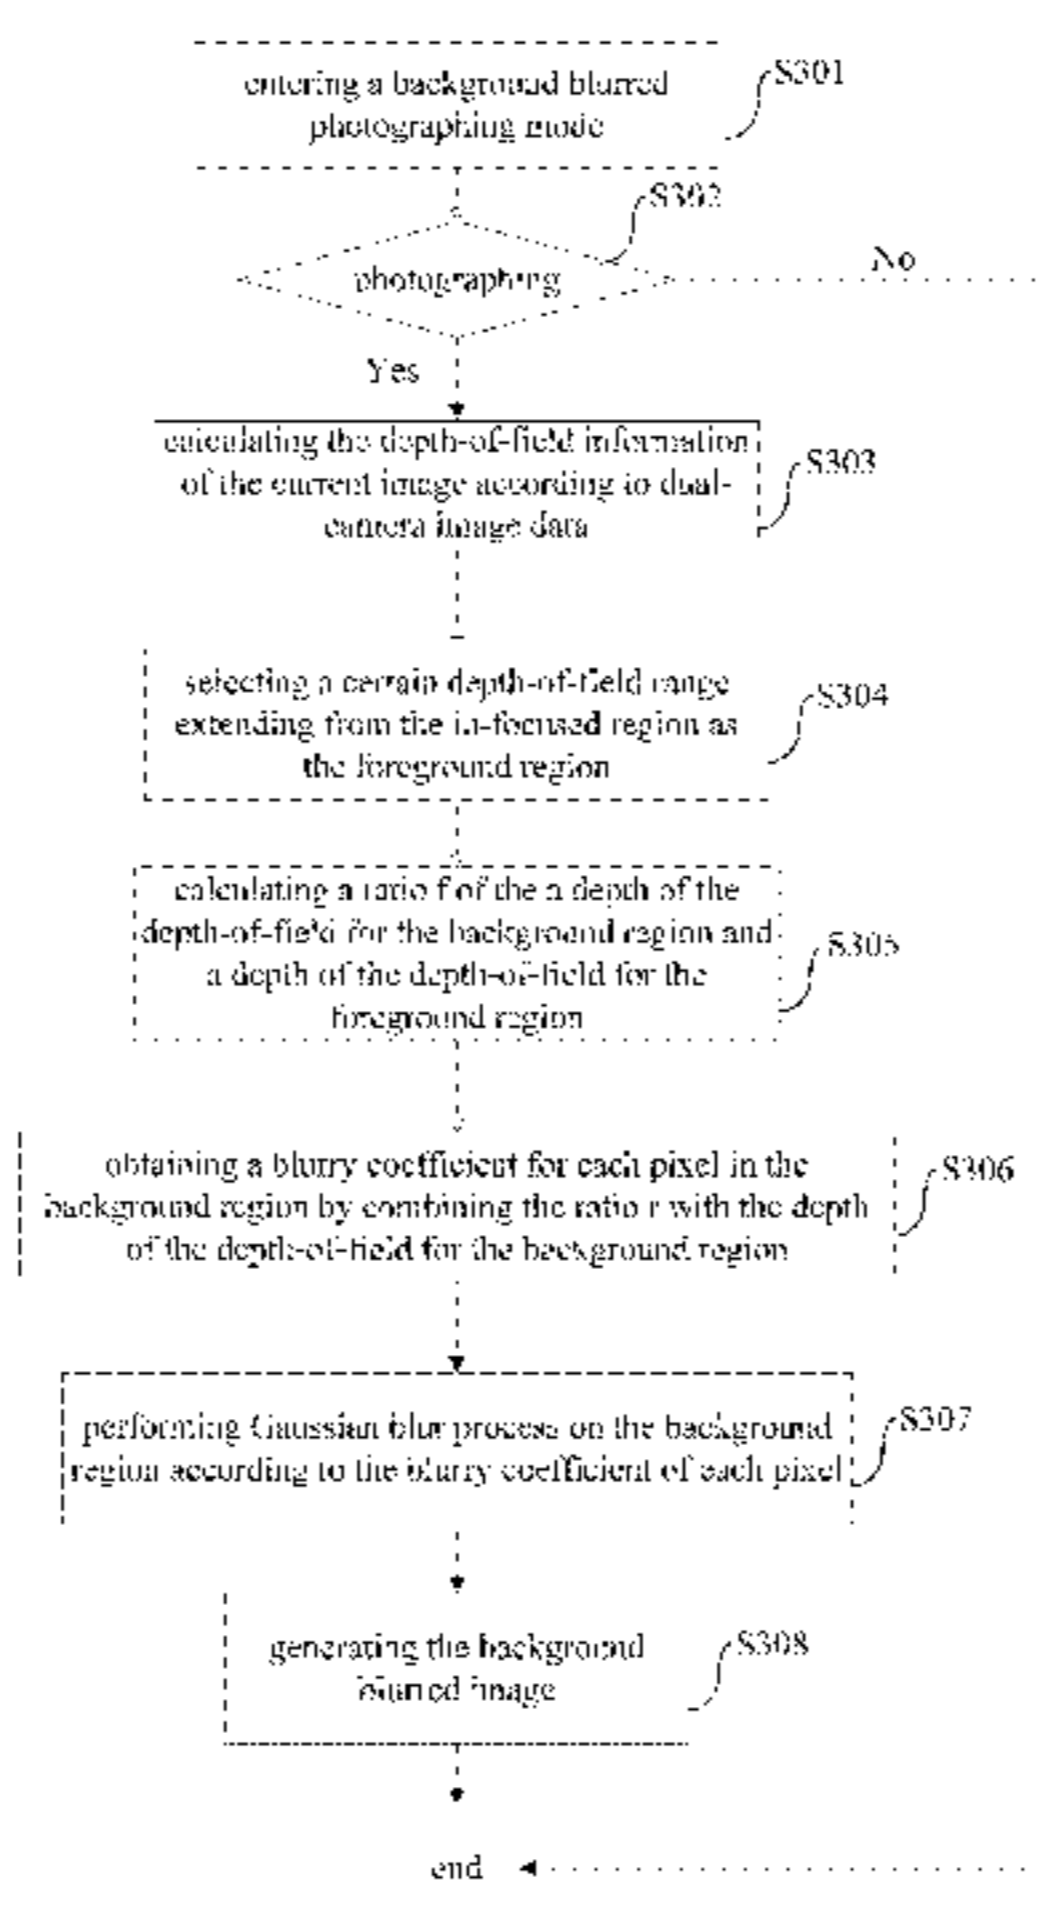 entering a background blurred
photographing mode
S301
S302
photographing
No
Yes
calculating the depth-of-field information
of the current image according to dual-
camera image data
S303
selecting a certain depth-of-field range
extending from the in-focused region as
the foreground region
S304
calculating a ratio f of the a depth of the
depth-of-field for the background region and
a depth of the depth-of-field for the
foreground region
S305
obtaining a blurry coefficient for each pixel in the
background region by combining the ratio r with the depth
of the depth-of-field for the background region
S306
performing Gaussian blur process on the background
region according to the blurry coefficient of each pixel
S307
generating the background
blurred image
S308
end